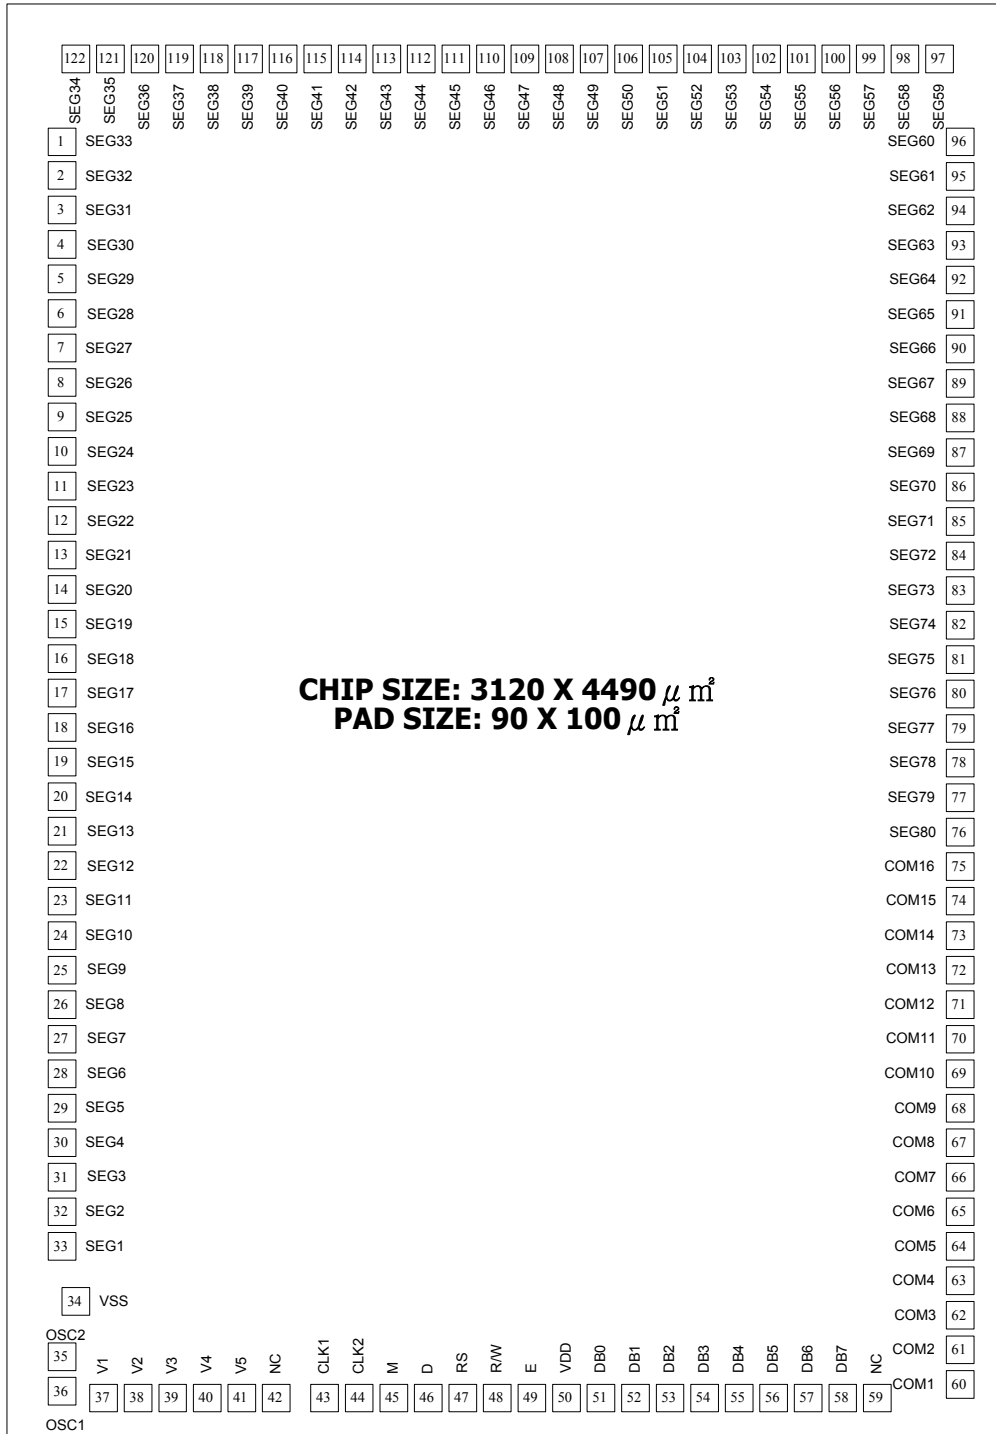 122 121 120 119 118 117 116 115 114 113 112 111 110 109 108 107 106 105 104 103 102 101 100 99 98 97
SEG34 SEG35 SEG36 SEG37 SEG38 SEG39 SEG40 SEG41 SEG42 SEG43 SEG44 SEG45 SEG46 SEG47 SEG48 SEG49 SEG50 SEG51 SEG52 SEG53 SEG54 SEG55 SEG56 SEG57 SEG58 SEG59
1 SEG33 SEG60 96
2 SEG32 SEG61 95
3 SEG31 SEG62 94
4 SEG30 SEG63 93
5 SEG29 SEG64 92
6 SEG28 SEG65 91
7 SEG27 SEG66 90
8 SEG26 SEG67 89
9 SEG25 SEG68 88
10 SEG24 SEG69 87
11 SEG23 SEG70 86
12 SEG22 SEG71 85
13 SEG21 SEG72 84
14 SEG20 SEG73 83
15 SEG19 SEG74 82
16 SEG18 SEG75 81
17 SEG17 SEG76 80
CHIP SIZE: 3120 X 4490 μ m²
PAD SIZE: 90 X 100 μ m²
18 SEG16 SEG77 79
19 SEG15 SEG78 78
20 SEG14 SEG79 77
21 SEG13 SEG80 76
22 SEG12 COM16 75
23 SEG11 COM15 74
24 SEG10 COM14 73
25 SEG9 COM13 72
26 SEG8 COM12 71
27 SEG7 COM11 70
28 SEG6 COM10 69
29 SEG5 COM9 68
30 SEG4 COM8 67
31 SEG3 COM7 66
32 SEG2 COM6 65
33 SEG1 COM5 64
COM4 63
34 VSS COM3 62
OSC2
35 COM2 61
V1 V2 V3 V4 V5 NC CLK1 CLK2 M D RS R/W E VDD DB0 DB1 DB2 DB3 DB4 DB5 DB6 DB7 NC
36 COM1 60
37 38 39 40 41 42 43 44 45 46 47 48 49 50 51 52 53 54 55 56 57 58 59
OSC1